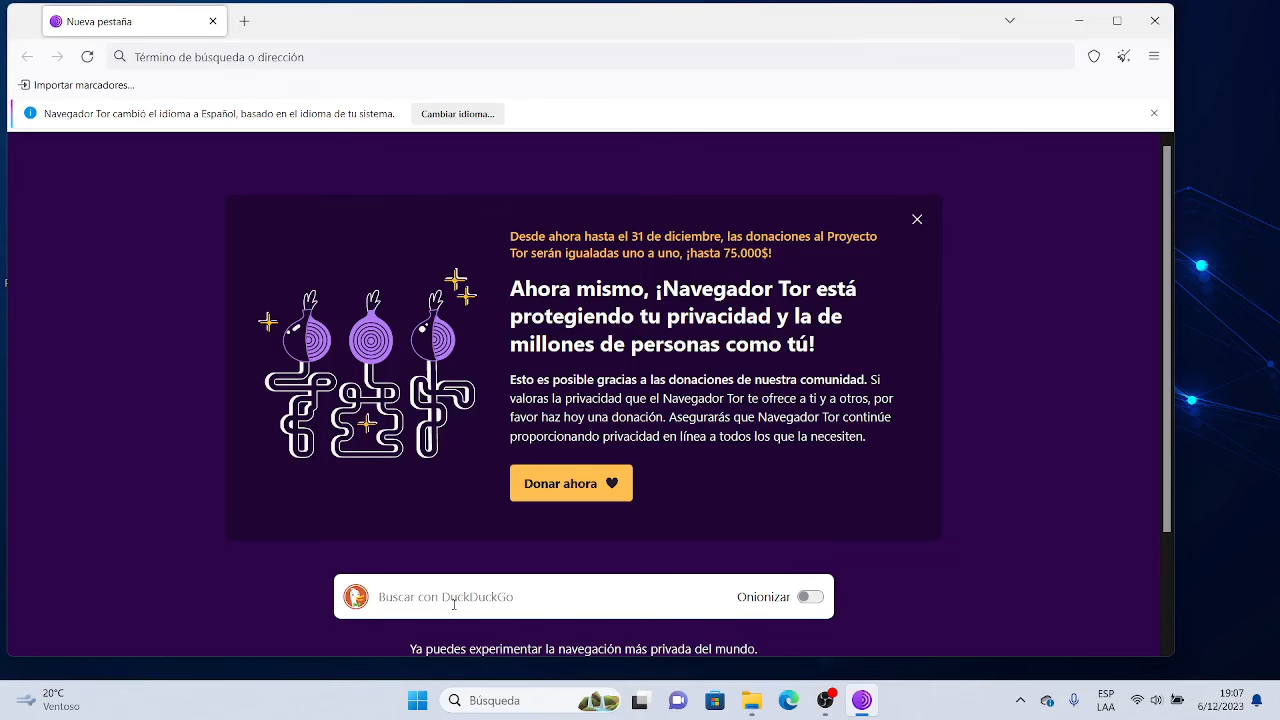 Nueva pestaña
Término de búsqueda o dirección
Importar marcadores...
Navegador Tor cambió el idioma a Español, basado en el idioma de tu sistema.
Cambiar idioma...
Desde ahora hasta el 31 de diciembre, las donaciones al Proyecto
Tor serán igualadas uno a uno, ¡hasta 75.000$!
Ahora mismo, ¡Navegador Tor está
protegiendo tu privacidad y la de
millones de personas como tú!
Esto es posible gracias a las donaciones de nuestra comunidad. Si
valoras la privacidad que el Navegador Tor te ofrece a ti y a otros, por
favor haz hoy una donación. Asegurarás que Navegador Tor continúe
proporcionando privacidad en línea a todos los que la necesiten.
Donar ahora
Buscar con DuckDuckGo
Onionizar
Ya puedes experimentar la navegación más privada del mundo.
20°C
Ventoso
Búsqueda
ESP
LAA
19:07
6/12/2023